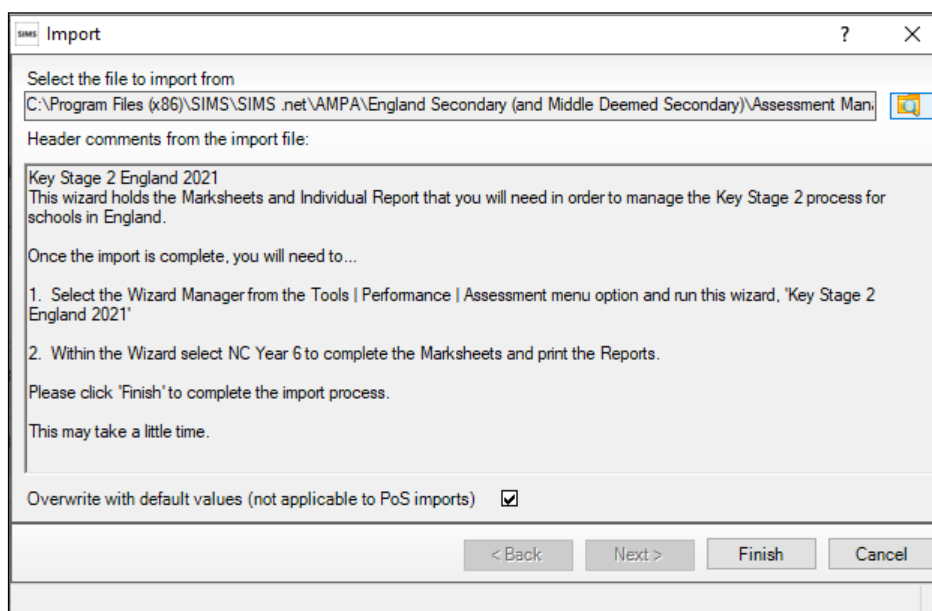 SIMS Import ?
Select the file to import from
C:\Program Files (x86)\SIMS\SIMS .net\AMPA\England Secondary (and Middle Deemed Secondary)\Assessment Man
Header comments from the import file:
Key Stage 2 England 2021
This wizard holds the Marksheets and Individual Report that you will need in order to manage the Key Stage 2 process for
schools in England.
Once the import is complete, you will need to...
1. Select the Wizard Manager from the Tools | Performance | Assessment menu option and run this wizard, 'Key Stage 2
England 2021'
2. Within the Wizard select NC Year 6 to complete the Marksheets and print the Reports.
Please click 'Finish' to complete the import process.
This may take a little time.
Overwrite with default values (not applicable to PoS imports)
< Back Next > Finish Cancel